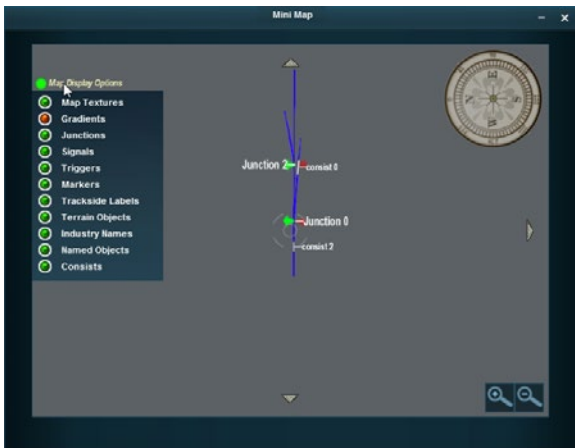 Mini Map
Map Display Options
Map Textures
Gradients
Junctions
Signals
Triggers
Markers
Trackside Labels
Terrain Objects
Industry Names
Named Objects
Consists
Junction 2
consist 0
Junction 0
consist 2